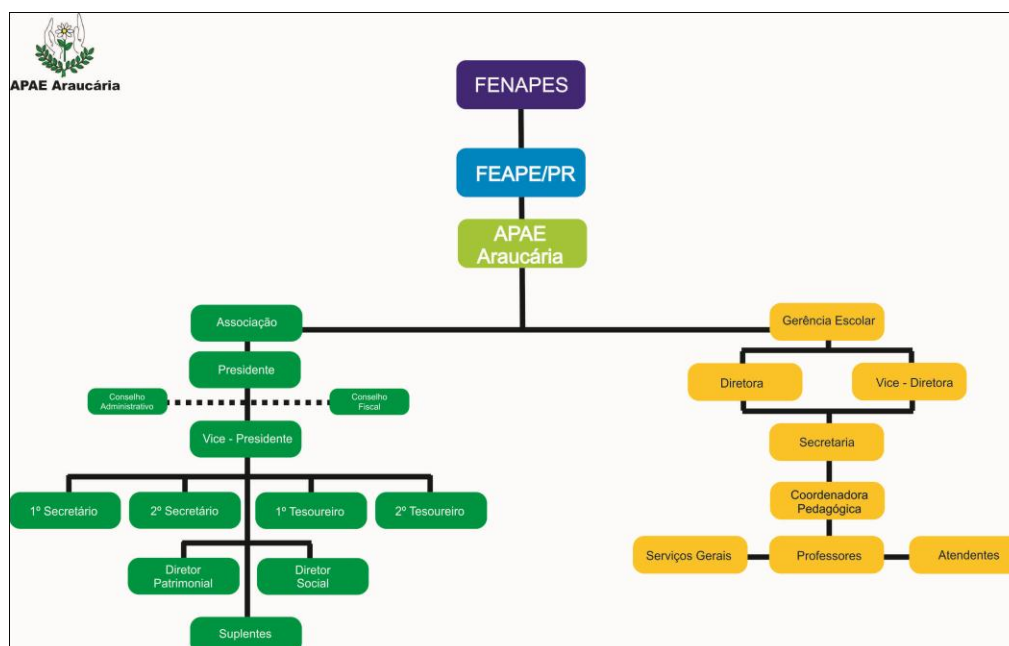 APAE Araucária
FENAPES
FEAPE/PR
APAE
Araucária
Associação
Gerência Escolar
Presidente
Diretora
Vice - Diretora
Conselho
Administrativo
Conselho
Fiscal
Vice - Presidente
Secretaria
1º Secretário
2º Secretário
1º Tesoureiro
2º Tesoureiro
Coordenadora
Pedagógica
Serviços Gerais
Professores
Atendentes
Diretor
Patrimonial
Diretor
Social
Suplentes